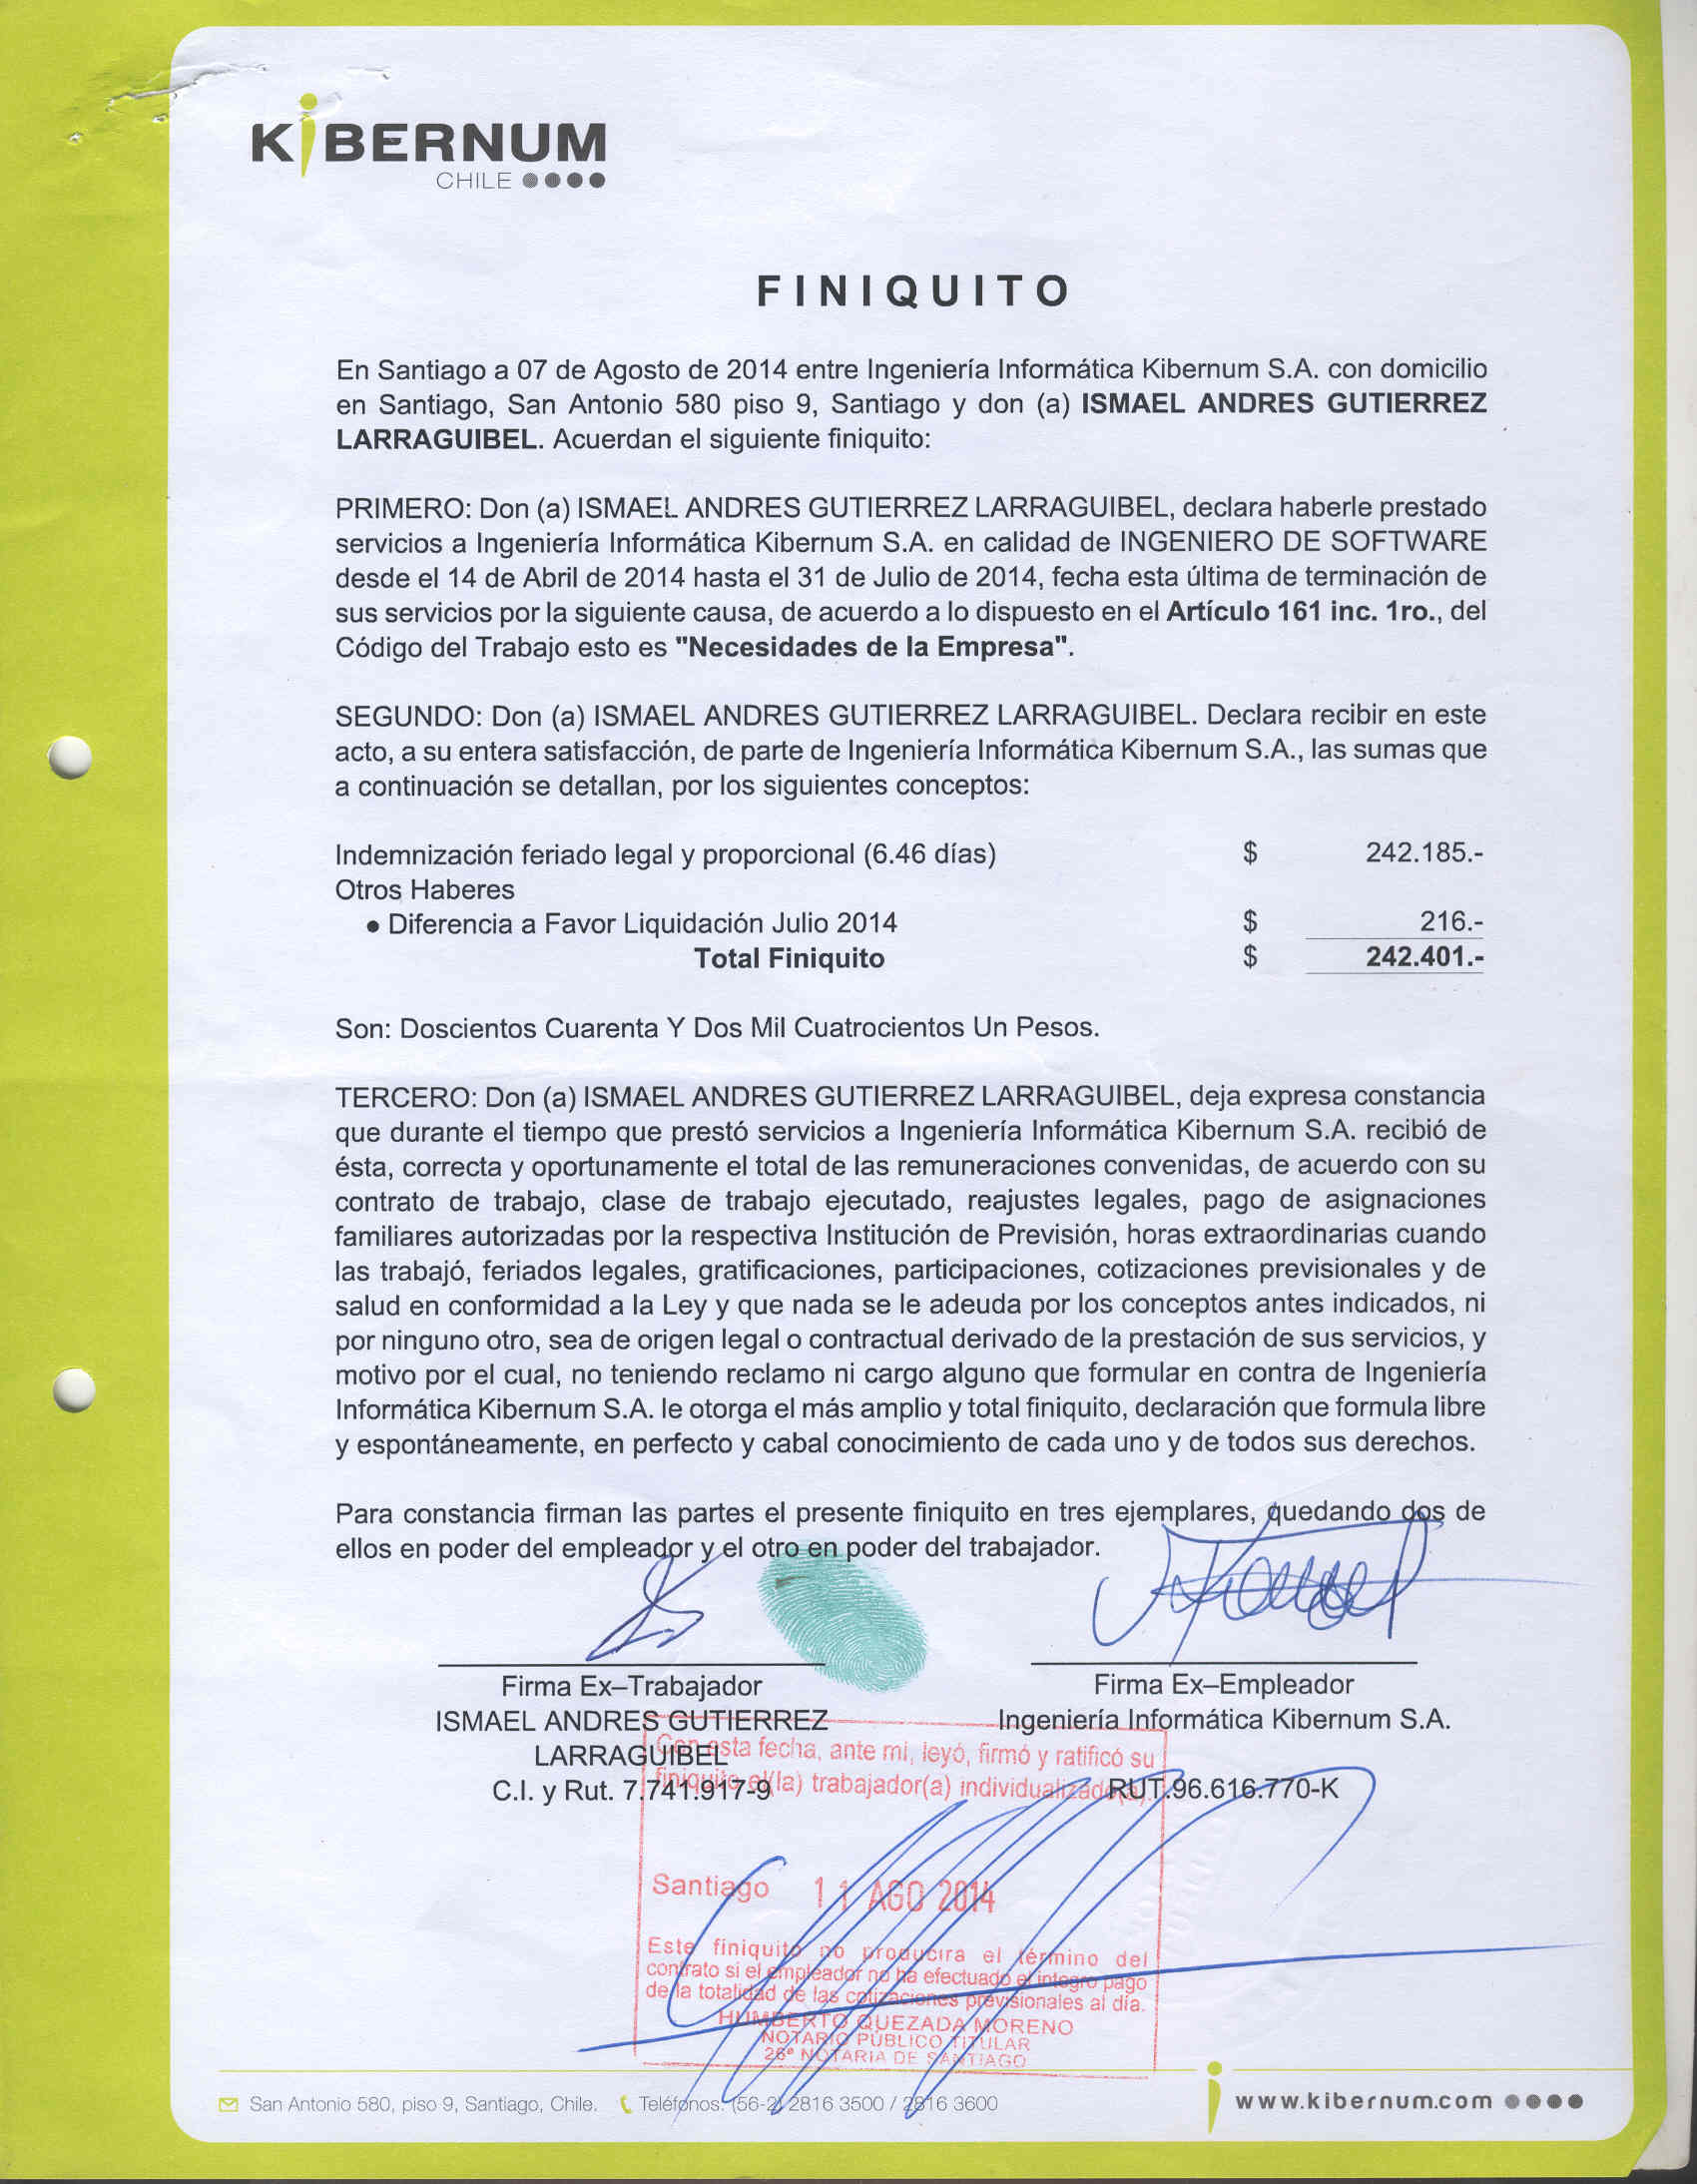 KiBERNUM
CHILE
FINIQUITO
En Santiago a 07 de Agosto de 2014 entre Ingeniería Informática Kibernum S.A. con domicilio
en Santiago, San Antonio 580 piso 9, Santiago y don (a) ISMAEL ANDRES GUTIERREZ
LARRAGUIBEL. Acuerdan el siguiente finiquito:
PRIMERO: Don (a) ISMAEL ANDRES GUTIERREZ LARRAGUIBEL, declara haberle prestado
servicios a Ingeniería Informática Kibernum S.A. en calidad de INGENIERO DE SOFTWARE
desde el 14 de Abril de 2014 hasta el 31 de Julio de 2014, fecha esta última de terminación de
sus servicios por la siguiente causa, de acuerdo a lo dispuesto en el Artículo 161 inc. 1ro., del
Código del Trabajo esto es "Necesidades de la Empresa".
SEGUNDO: Don (a) ISMAEL ANDRES GUTIERREZ LARRAGUIBEL. Declara recibir en este
acto, a su entera satisfacción, de parte de Ingeniería Informática Kibernum S.A., las sumas que
a continuación se detallan, por los siguientes conceptos:
Indemnización feriado legal y proporcional (6.46 días) $ 242.185.-
Otros Haberes
• Diferencia a Favor Liquidación Julio 2014 $ 216.-
Total Finiquito $ 242.401.-
Son: Doscientos Cuarenta Y Dos Mil Cuatrocientos Un Pesos.
TERCERO: Don (a) ISMAEL ANDRES GUTIERREZ LARRAGUIBEL, deja expresa constancia
que durante el tiempo que prestó servicios a Ingeniería Informática Kibernum S.A. recibió de
ésta, correcta y oportunamente el total de las remuneraciones convenidas, de acuerdo con su
contrato de trabajo, clase de trabajo ejecutado, reajustes legales, pago de asignaciones
familiares autorizadas por la respectiva Institución de Previsión, horas extraordinarias cuando
las trabajó, feriados legales, gratificaciones, participaciones, cotizaciones previsionales y de
salud en conformidad a la Ley y que nada se le adeuda por los conceptos antes indicados, ni
por ninguno otro, sea de origen legal o contractual derivado de la prestación de sus servicios, y
motivo por el cual, no teniendo reclamo ni cargo alguno que formular en contra de Ingeniería
Informática Kibernum S.A. le otorga el más amplio y total finiquito, declaración que formula libre
y espontáneamente, en perfecto y cabal conocimiento de cada uno y de todos sus derechos.
Para constancia firman las partes el presente finiquito en tres ejemplares, quedando dos de
ellos en poder del empleador y el otro en poder del trabajador.
Firma Ex–Trabajador
ISMAEL ANDRES GUTIERREZ
LARRAGUIBEL
C.I. y Rut. 7.741.917-9
Firma Ex–Empleador
Ingeniería Informática Kibernum S.A.
RUT.96.616.770-K
Con esta fecha, ante mi, leyó, firmó y ratificó su
finiquito el(la) trabajador(a) individualizado(a).
Santiago 11 AGO 2014
Este finiquito no producira el término del
contrato si el empleador no ha efectuado el integro pago
de la totalidad de las cotizaciones previsionales al día.
HUMBERTO QUEZADA MORENO
NOTARIO PÚBLICO TITULAR
26ª NOTARIA DE SANTIAGO
San Antonio 580, piso 9, Santiago, Chile. Teléfonos: (56-2) 2816 3500 / 2816 3600
www.kibernum.com